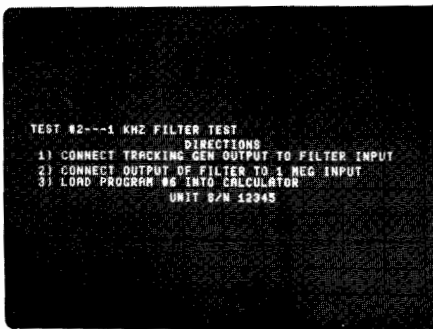 TEST #2---1 KHZ FILTER TEST
DIRECTIONS
1) CONNECT TRACKING GEN OUTPUT TO FILTER INPUT
2) CONNECT OUTPUT OF FILTER TO 1 MEG INPUT
3) LOAD PROGRAM #6 INTO CALCULATOR
UNIT S/N 12345